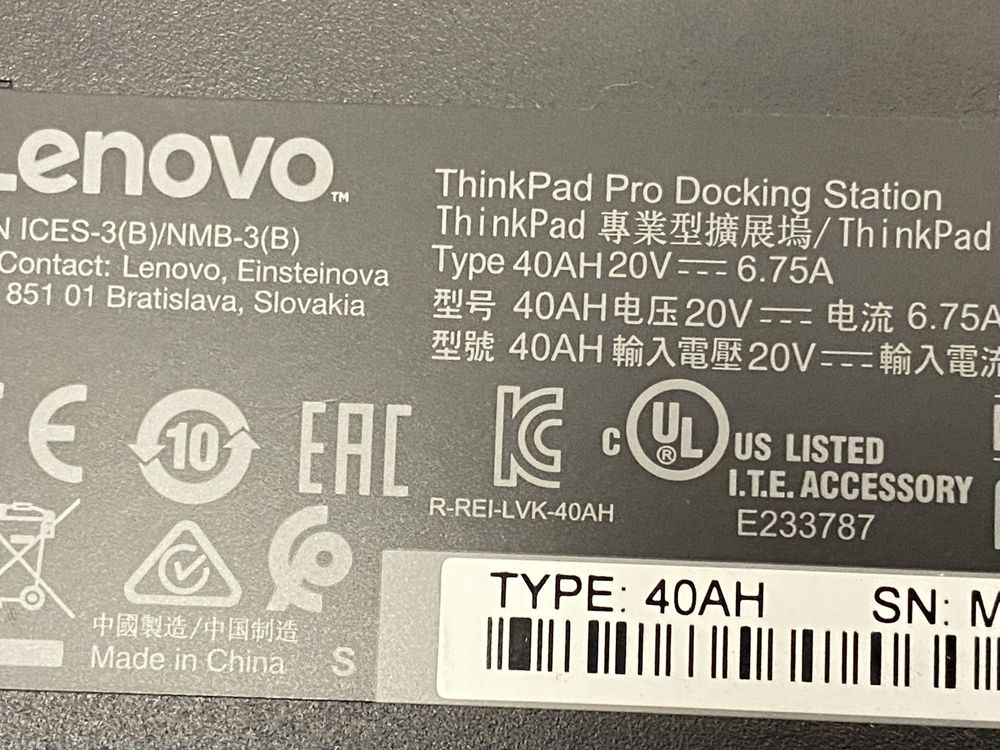 Lenovo™
ICES-3(B)/NMB-3(B)
Contact: Lenovo, Einsteinova
851 01 Bratislava, Slovakia
ThinkPad Pro Docking Station
ThinkPad 專業型擴展塢/ThinkPad
Type 40AH 20V⎓6.75A
型号 40AH 电压 20V⎓电流 6.75A
型號 40AH 輸入電壓 20V⎓輸入電流
CE
10
EAC
KC
R-REI-LVK-40AH
C UL® US LISTED
I.T.E. ACCESSORY
E233787
中國製造/中国制造
Made in China S
TYPE: 40AH SN: M